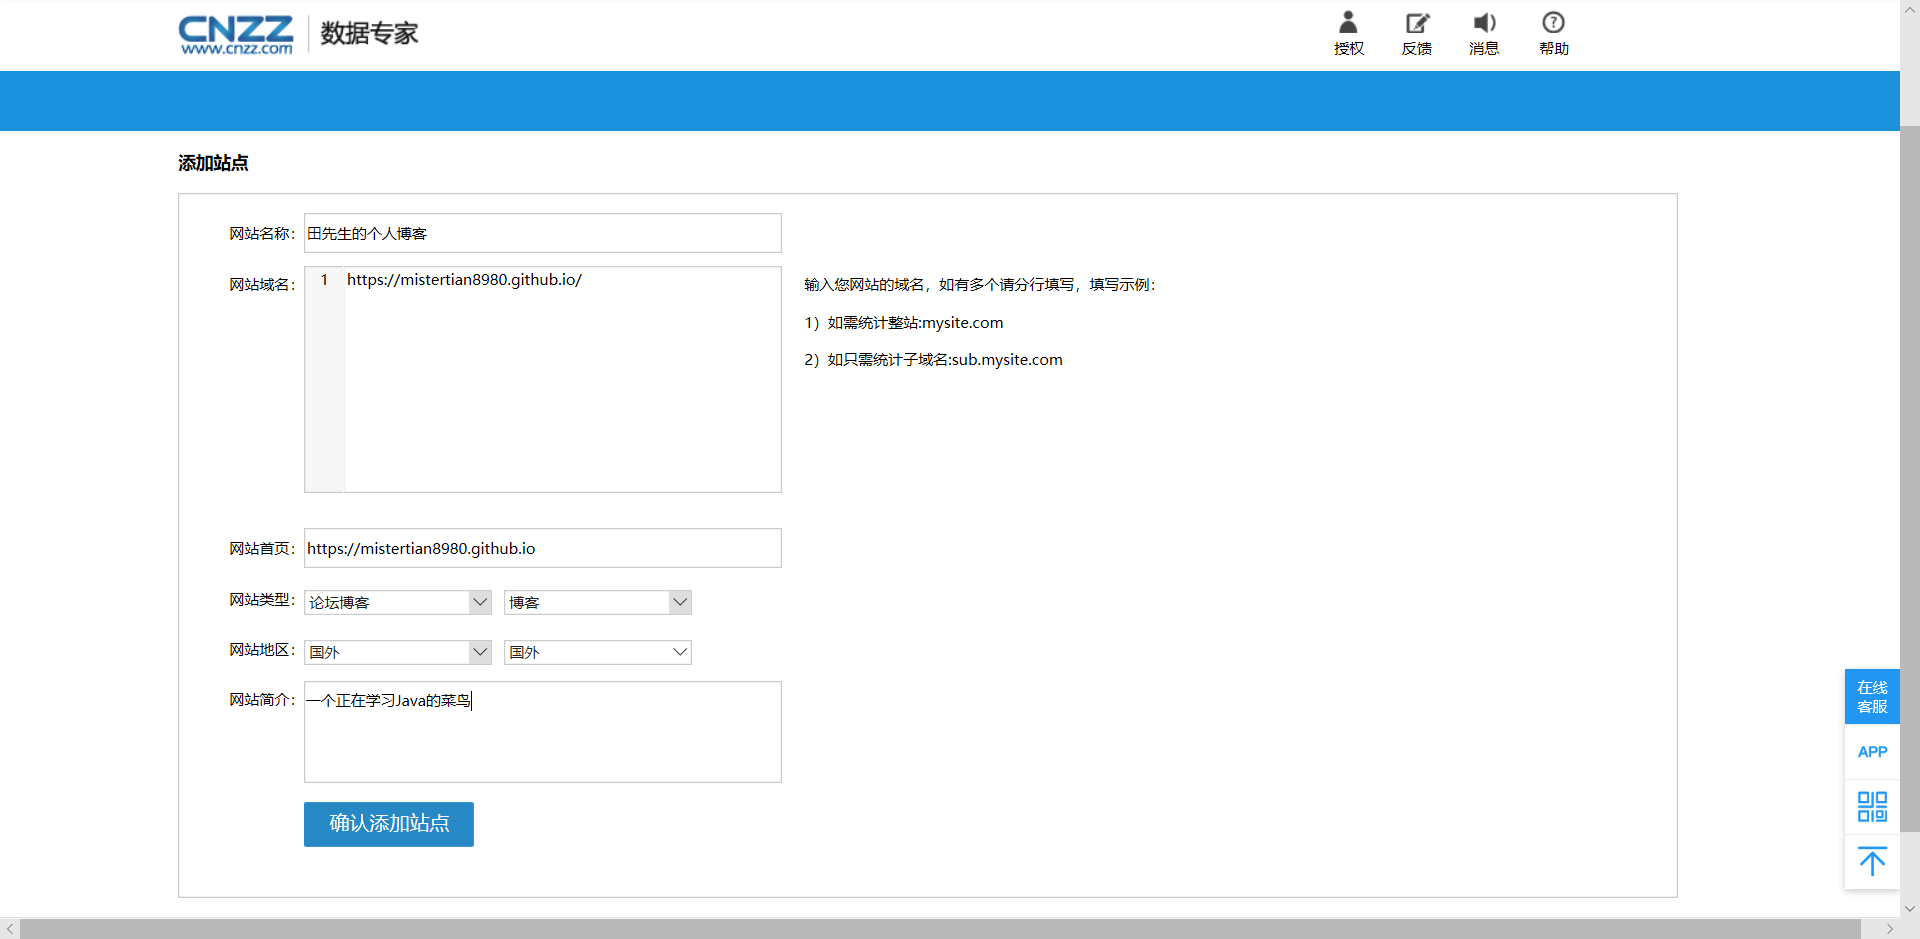 CNZZ
www.cnzz.com
数据专家
授权
反馈
消息
帮助
添加站点
网站名称：
田先生的个人博客
网站域名：
1
https://mistertian8980.github.io/
输入您网站的域名，如有多个请分行填写，填写示例：
1）如需统计整站:mysite.com
2）如只需统计子域名:sub.mysite.com
网站首页：
https://mistertian8980.github.io
网站类型：
论坛博客
博客
网站地区：
国外
国外
网站简介：
一个正在学习Java的菜鸟
确认添加站点
在线
客服
APP